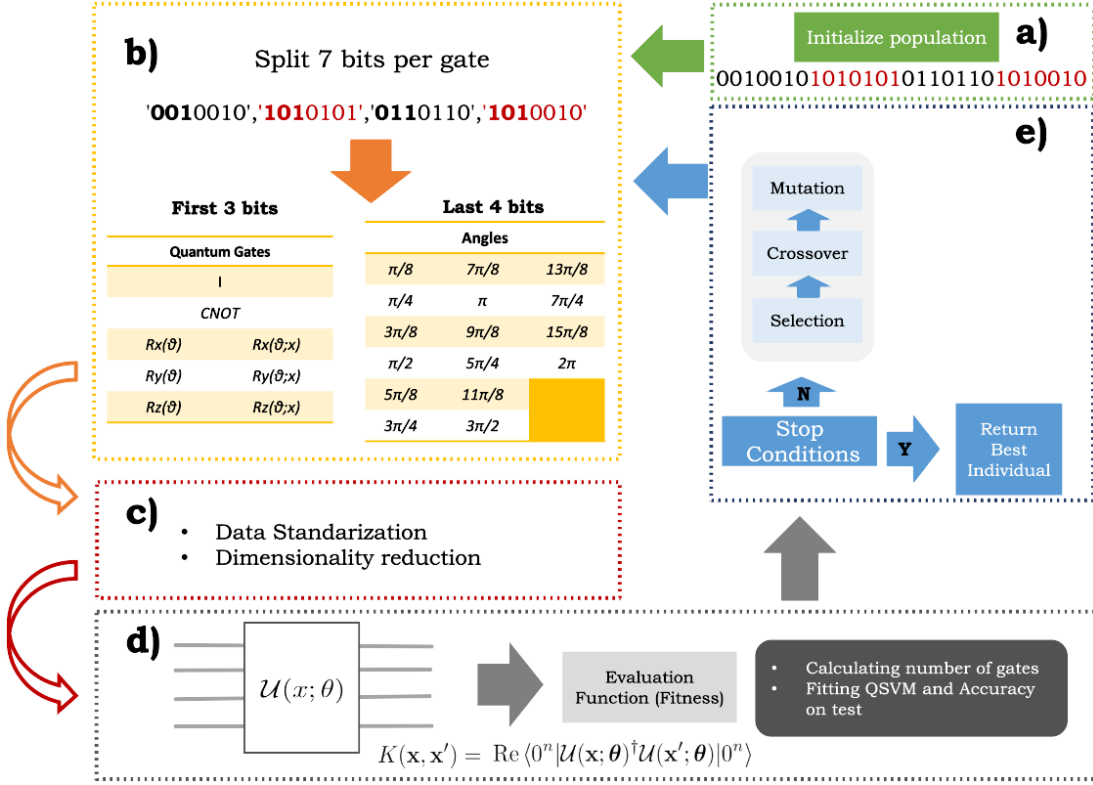 a)
Initialize population
0010010101010101101101010010
b)
Split 7 bits per gate
'0010010','1010101','0110110','1010010'
First 3 bits
Quantum Gates
I
CNOT
Rx(ϑ) Rx(ϑ;x)
Ry(ϑ) Ry(ϑ;x)
Rz(ϑ) Rz(ϑ;x)
Last 4 bits
Angles
π/8 7π/8 13π/8
π/4 π 7π/4
3π/8 9π/8 15π/8
π/2 5π/4 2π
5π/8 11π/8
3π/4 3π/2
c)
• Data Standarization
• Dimensionality reduction
d)
𝒰(x; θ)
Evaluation
Function (Fitness)
• Calculating number of gates
• Fitting QSVM and Accuracy
on test
K(x, x′) = Re ⟨0ⁿ|𝒰(x; θ)†𝒰(x′; θ)|0ⁿ⟩
e)
Mutation
Crossover
Selection
N
Stop
Conditions
Y
Return
Best
Individual